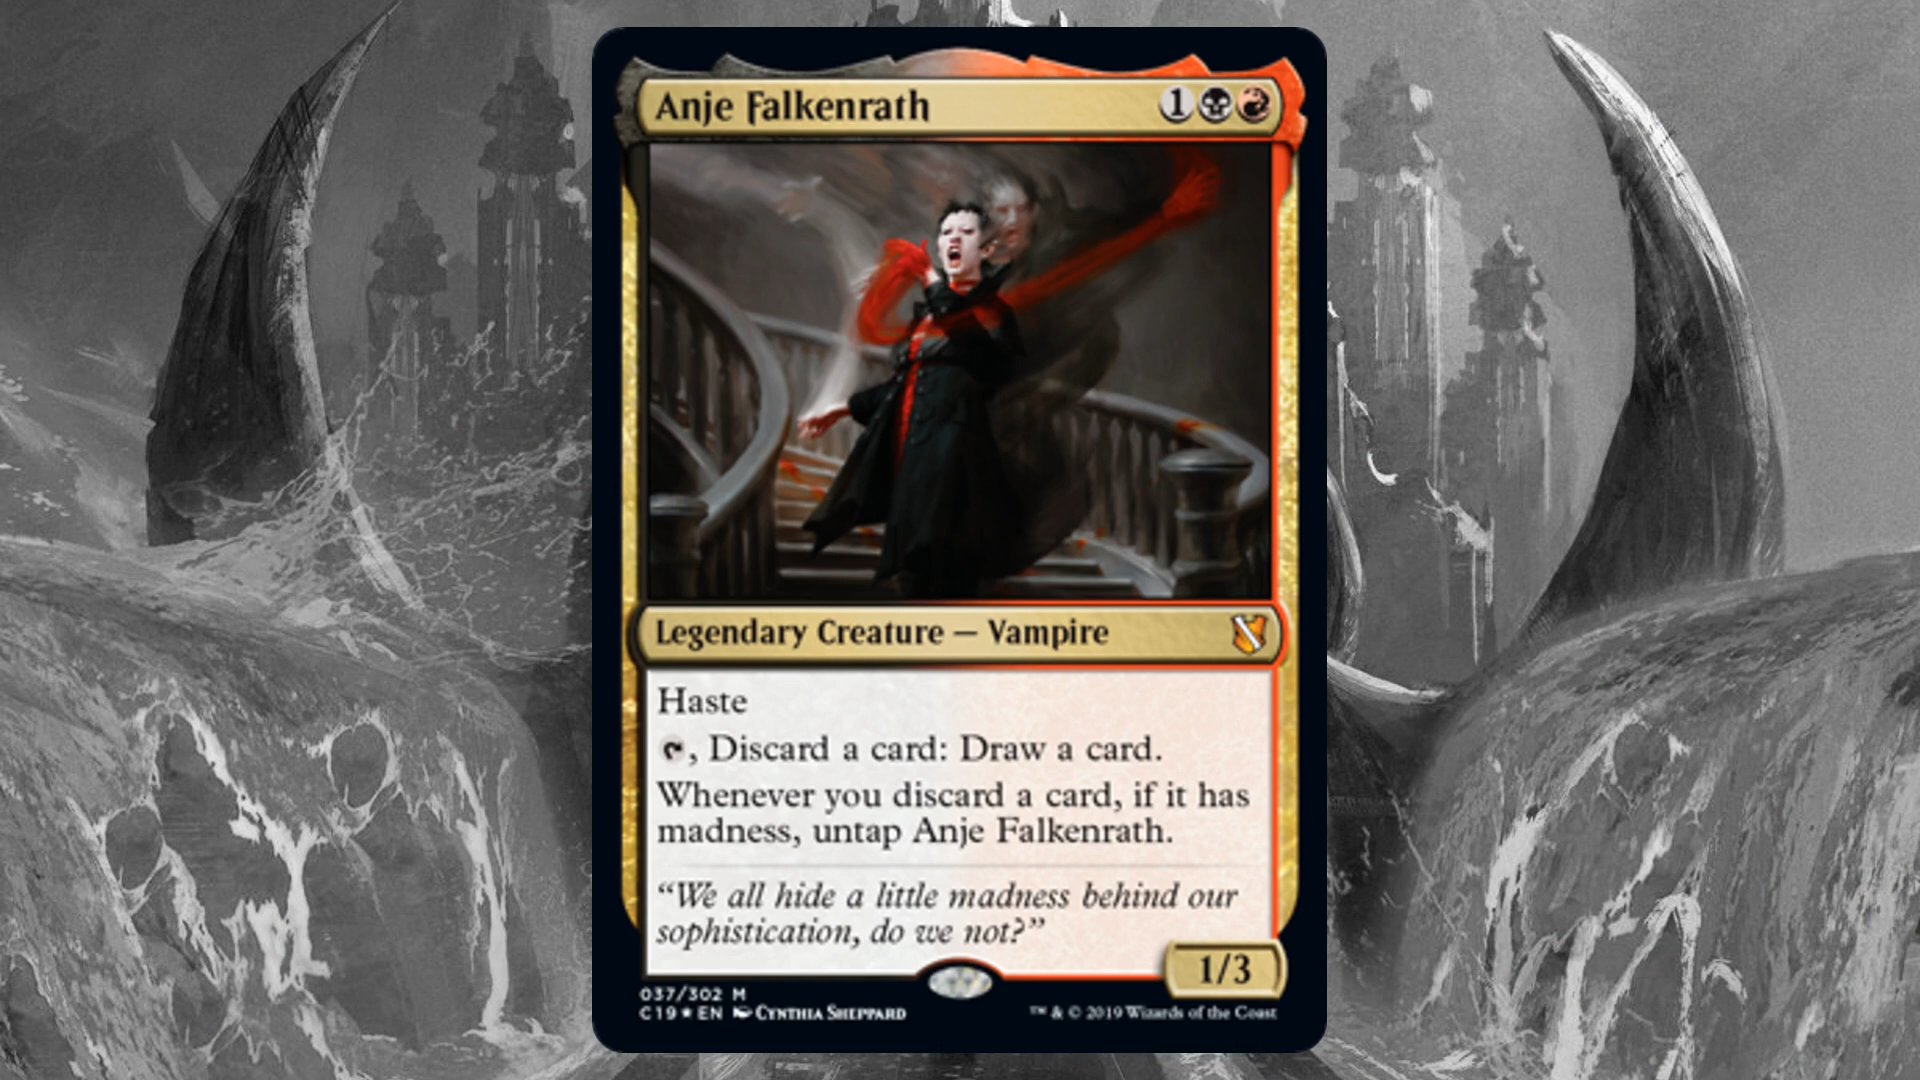 Anje Falkenrath 1
Legendary Creature — Vampire
Haste
, Discard a card: Draw a card.
Whenever you discard a card, if it has
madness, untap Anje Falkenrath.
“We all hide a little madness behind our
sophistication, do we not?”
1/3
037/302 M
C19★EN Cynthia Sheppard
™ & © 2019 Wizards of the Coast